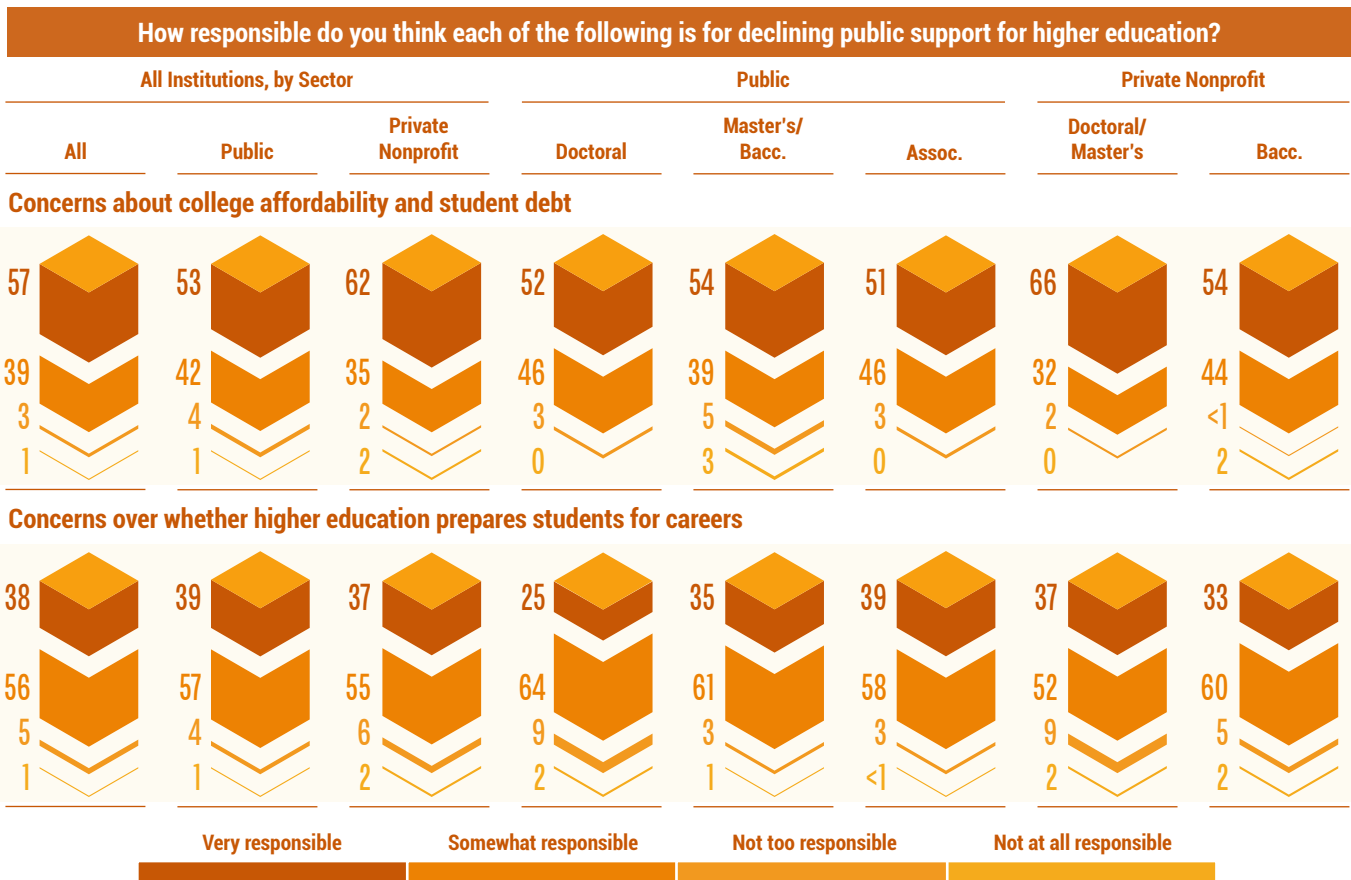 How responsible do you think each of the following is for declining public support for higher education?
All Institutions, by Sector
Public
Private Nonprofit
All
Public
Private
Nonprofit
Doctoral
Master's/
Bacc.
Assoc.
Doctoral/
Master's
Bacc.
Concerns about college affordability and student debt
57 53 62 52 54 51 66 54
39 42 35 46 39 46 32 44
3 4 2 3 5 3 2 <1
1 1 2 0 3 0 0 2
Concerns over whether higher education prepares students for careers
38 39 37 25 35 39 37 33
56 57 55 64 61 58 52 60
5 4 6 9 3 3 9 5
1 1 2 2 1 <1 2 2
Very responsible
Somewhat responsible
Not too responsible
Not at all responsible